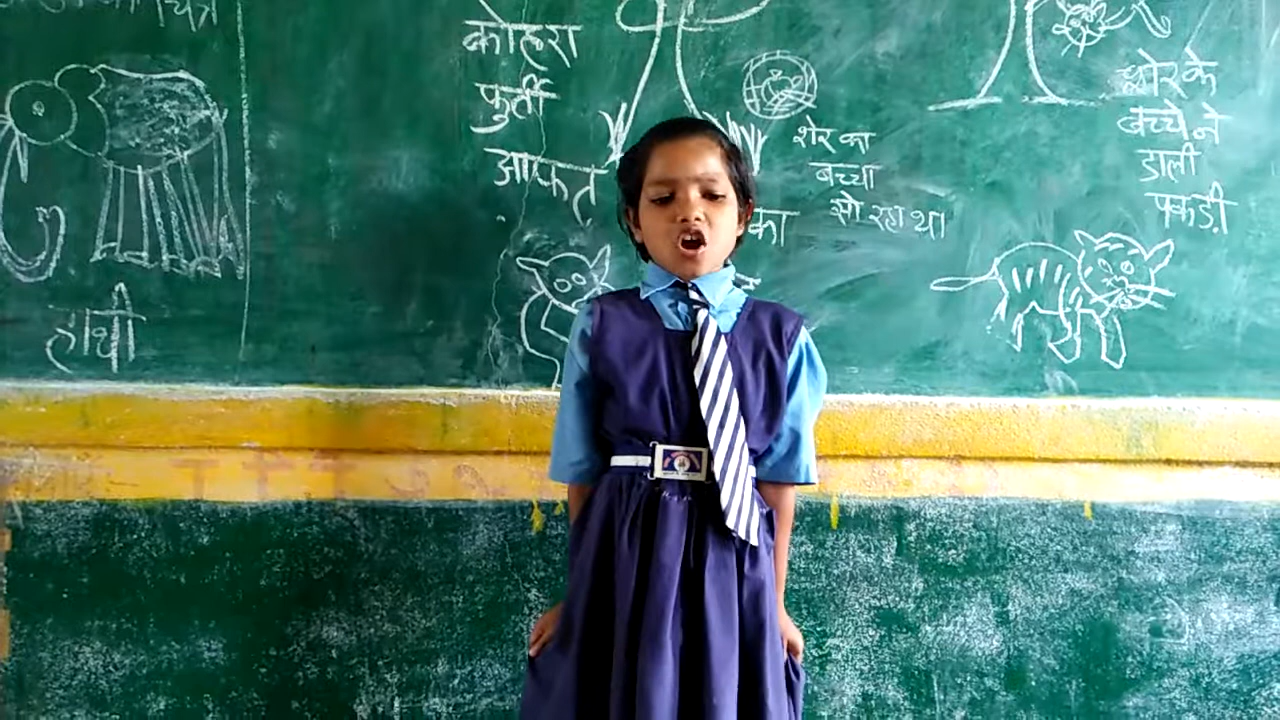 चित्र
हाथी
कोहरा
फुर्ती
आफत
का
शेर का
बच्चा
सो रहा था
शेर के
बच्चे ने
डाली
पकड़ी